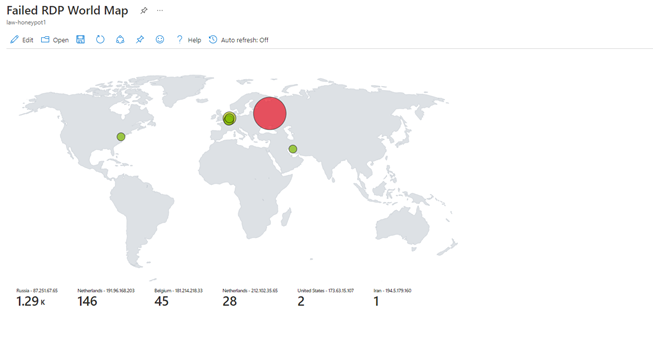 Failed RDP World Map
law-honeypot1
Edit Open Help Auto refresh: Off
Russia - 87.251.67.65 Netherlands - 191.96.168.203 Belgium - 181.214.218.33 Netherlands - 212.102.35.65 United States - 173.63.15.107 Iran - 194.5.179.160
1.29 K 146 45 28 2 1